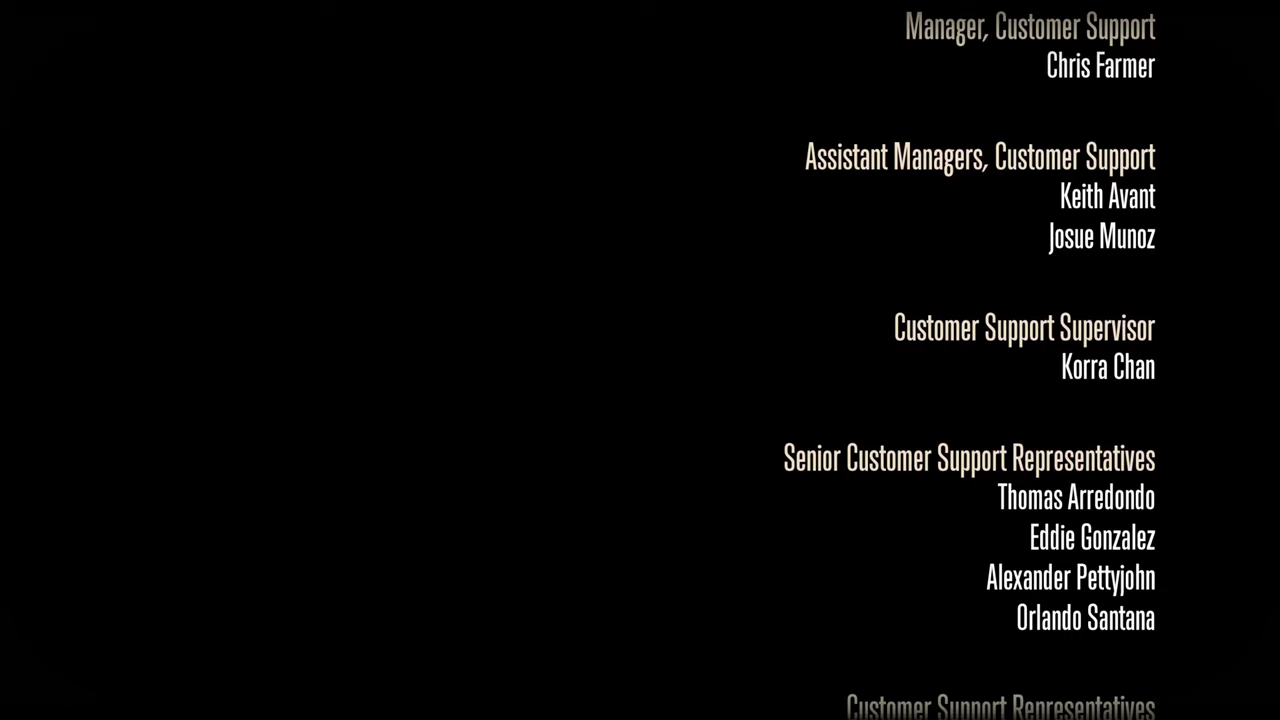 Manager, Customer Support
Chris Farmer
Assistant Managers, Customer Support
Keith Avant
Josue Munoz
Customer Support Supervisor
Korra Chan
Senior Customer Support Representatives
Thomas Arredondo
Eddie Gonzalez
Alexander Pettyjohn
Orlando Santana
Customer Support Representatives